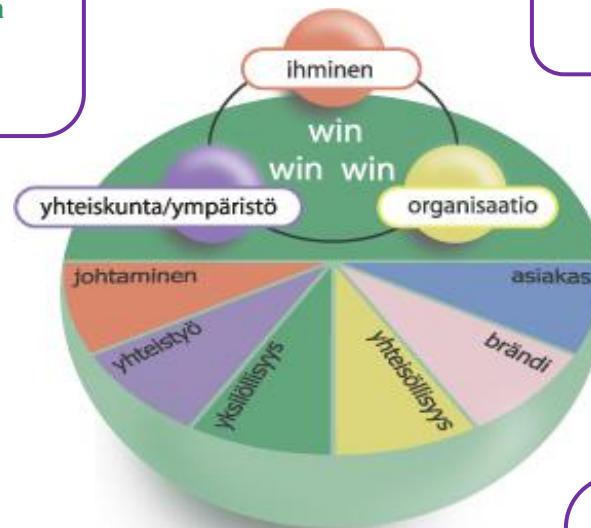 ihminen
win
win win
yhteiskunta/ympäristö
organisaatio
johtaminen
asiakas
yhteistyö
brändi
yksilöllisyys
yhteisöllisyys